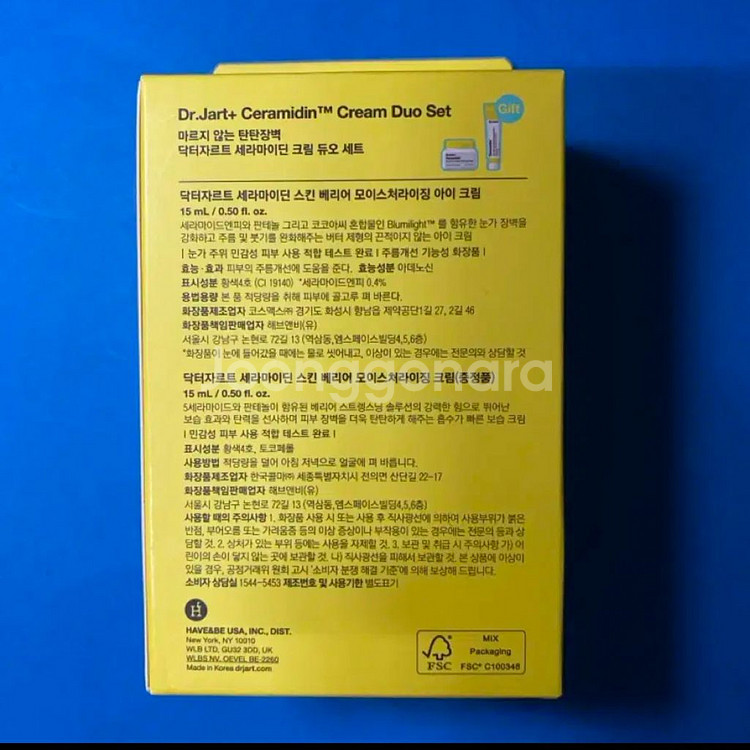 Dr.Jart+ Ceramidin™ Cream Duo Set
Gift
마르지 않는 탄탄장벽
닥터자르트 세라마이딘 크림 듀오 세트
닥터자르트 세라마이딘 스킨 베리어 모이스처라이징 아이 크림
15 mL / 0.50 fl. oz.
세라마이드엔피와 판테놀 그리고 코코아씨 혼합물인 Blumilight™ 를 함유한 눈가 장벽을
강화하고 주름 및 붓기를 완화해주는 버터 제형의 끈적이지 않는 아이 크림
| 눈가 주위 민감성 피부 사용 적합 테스트 완료 | 주름개선 기능성 화장품 |
효능·효과 피부의 주름개선에 도움을 준다. 효능성분 아데노신
표시성분 황색4호 (CI 19140) *세라마이드엔피 0.4%
용법용량 본 품 적당량을 취해 피부에 골고루 펴 바른다.
화장품제조업자 코스맥스㈜ 경기도 화성시 향남읍 제약공단1길 27, 2길 46
화장품책임판매업자 해브앤비(유)
서울시 강남구 논현로 72길 13 (역삼동,엠스페이스빌딩4,5,6층)
*화장품이 눈에 들어갔을 때에는 물로 씻어내고, 이상이 있는 경우에는 전문의와 상담할 것
Joonggonara
닥터자르트 세라마이딘 스킨 베리어 모이스처라이징 크림(증정품)
15 mL / 0.50 fl. oz.
5세라마이드와 판테놀이 함유된 베리어 스트렝스닝 솔루션의 강력한 힘으로 뛰어난
보습 효과와 탄력을 선사하며 피부 장벽을 더욱 탄탄하게 해주는 흡수가 빠른 보습 크림
| 민감성 피부 사용 적합 테스트 완료 |
표시성분 황색4호, 토코페롤
사용방법 적당량을 덜어 아침 저녁으로 얼굴에 펴 바릅니다.
화장품제조업자 한국콜마㈜ 세종특별자치시 전의면 산단길 22-17
화장품책임판매업자 해브앤비(유)
서울시 강남구 논현로 72길 13 (역삼동,엠스페이스빌딩4,5,6층)
사용할 때의 주의사항 1. 화장품 사용 시 또는 사용 후 직사광선에 의하여 사용부위가 붉은
반점, 부어오름 또는 가려움증 등의 이상 증상이나 부작용이 있는 경우에는 전문의 등과 상
담할 것. 2. 상처가 있는 부위 등에는 사용을 자제할 것. 3. 보관 및 취급 시 주의사항 가) 어
린이의 손이 닿지 않는 곳에 보관할 것. 나) 직사광선을 피해서 보관할 것. 본 상품에 이상이
있을 경우, 공정거래위 원회 고시 '소비자 분쟁 해결 기준'에 의해 보상해 드립니다.
소비자 상담실 1544-5453 제조번호 및 사용기한 별도표기
H
HAVE&BE USA, INC., DIST.
New York, NY 10010
WLB LTD, GU32 3DD, UK
WLBS NV. OEVEL BE-2260
Made in Korea drjart.com
FSC
MIX
Packaging
FSC® C100346